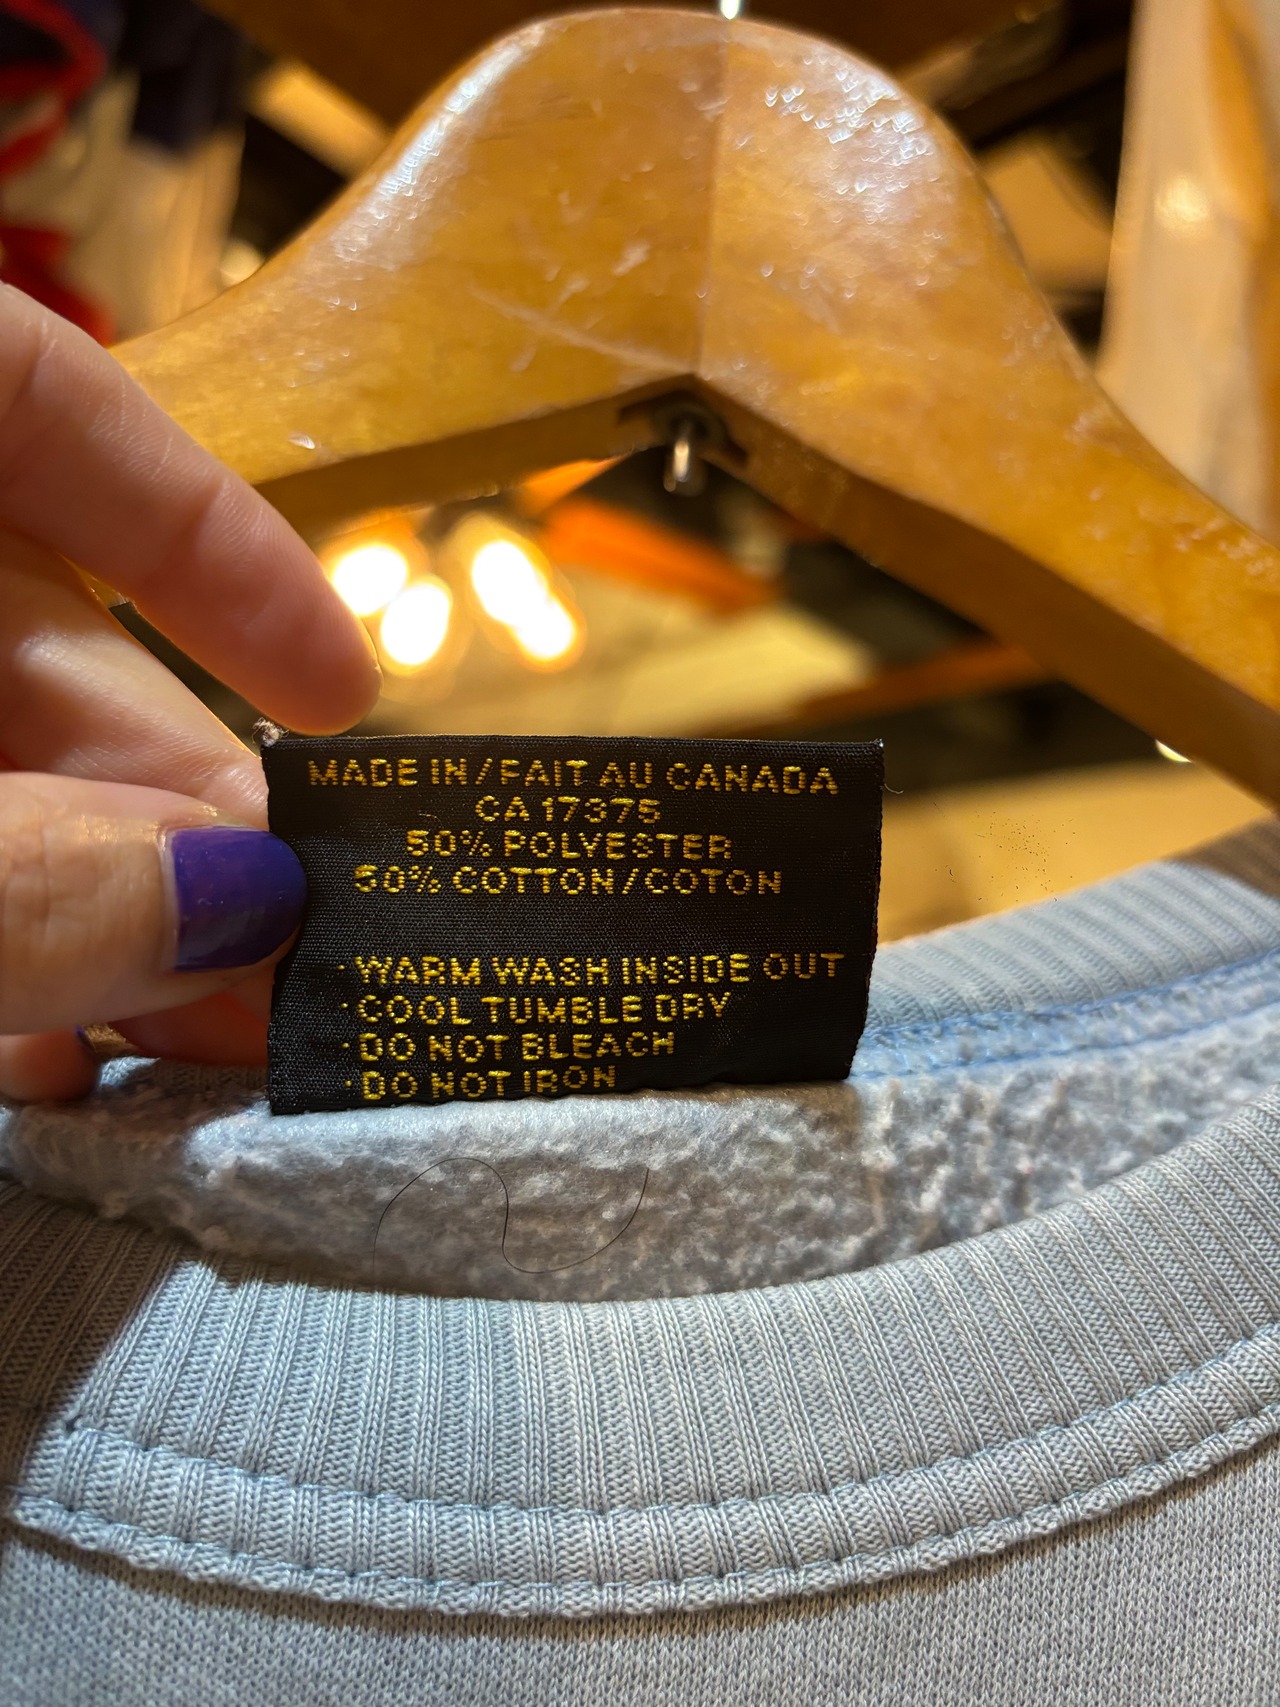 MADE IN/FAIT AU CANADA
CA 17375
50% POLYESTER
50% COTTON/COTON
·WARM WASH INSIDE OUT
·COOL TUMBLE DRY
·DO NOT BLEACH
·DO NOT IRON